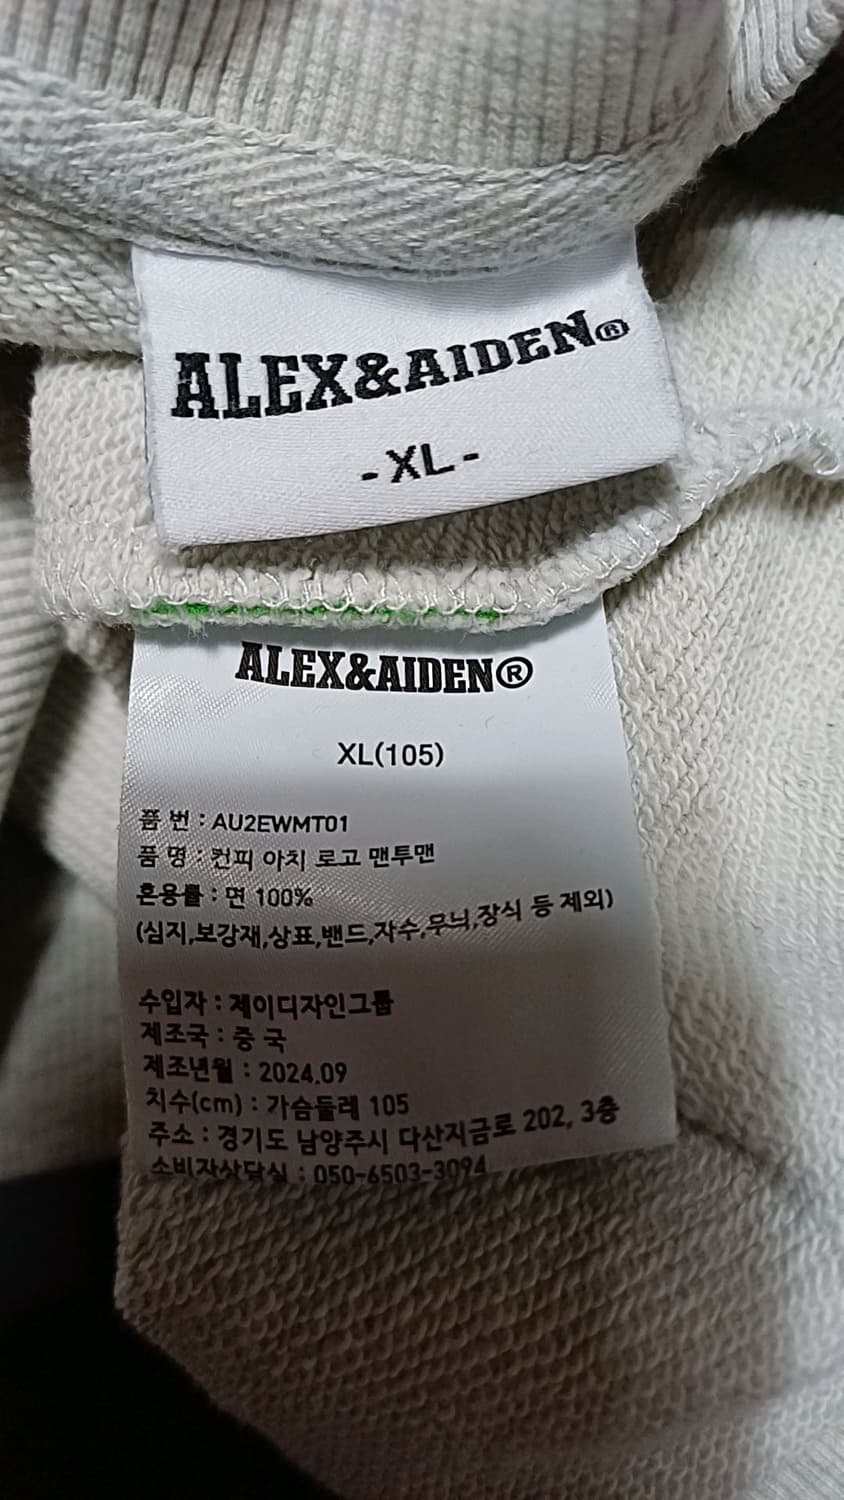 ALEX&AIDEN®
- XL -
ALEX&AIDEN®
XL(105)
품 번 : AU2EWMT01
품 명 : 컨피 아치 로고 맨투맨
혼용률 : 면 100%
(심지,보강재,상표,밴드,자수,무늬,장식 등 제외)
수입자 : 제이디자인그룹
제조국 : 중 국
제조년월 : 2024.09
치수(cm) : 가슴둘레 105
주소 : 경기도 남양주시 다산지금로 202, 3층
소비자상담실 : 050-6503-3094